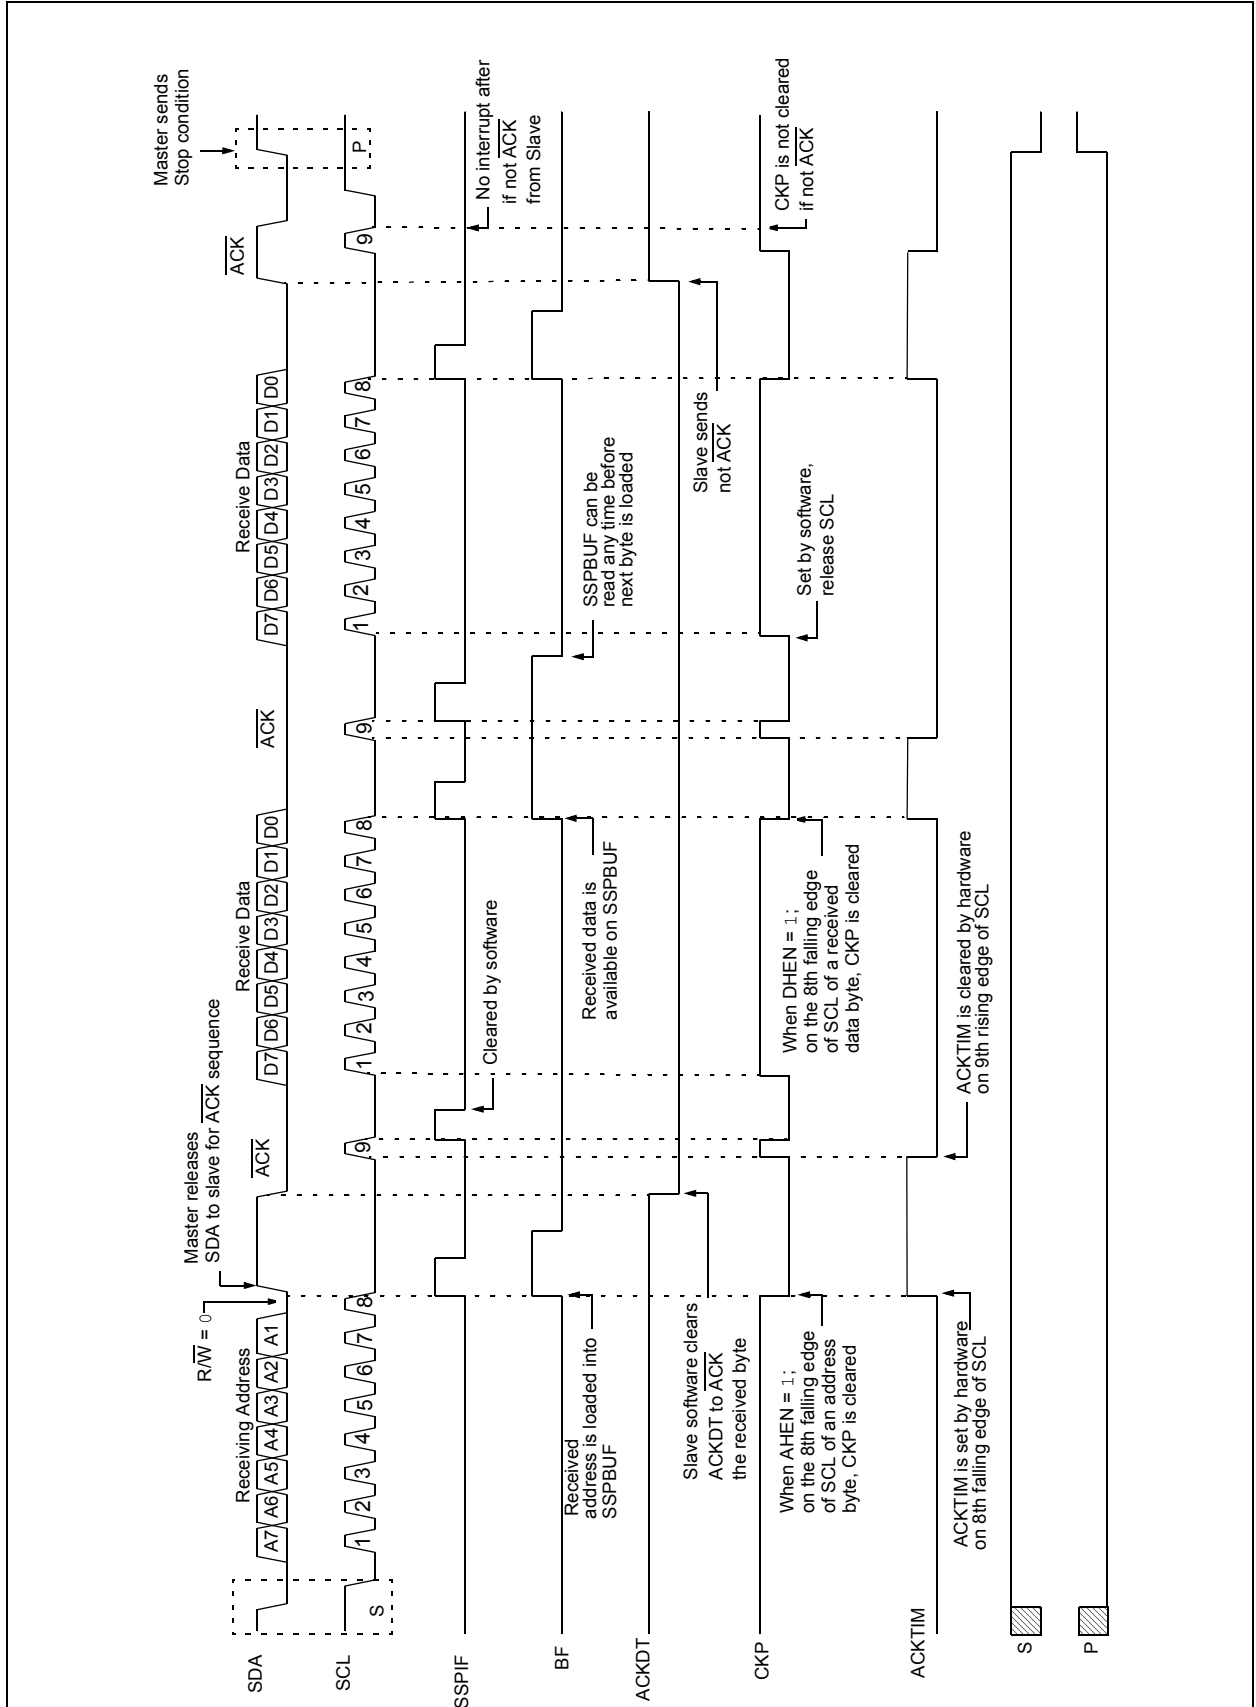 Master sends
Stop condition
Master releases
SDA to slave for ACK sequence
R/W = 0
Receiving Address
Receive Data
Receive Data
ACK
ACK
ACK
SDA
A7 A6 A5 A4 A3 A2 A1
D7 D6 D5 D4 D3 D2 D1 D0
D7 D6 D5 D4 D3 D2 D1 D0
SCL
S
1 2 3 4 5 6 7 8 9
1 2 3 4 5 6 7 8 9
1 2 3 4 5 6 7 8 9
P
SSPIF
Cleared by software
No interrupt after
if not ACK
from Slave
BF
Received
address is loaded into
SSPBUF
Received data is
available on SSPBUF
SSPBUF can be
read any time before
next byte is loaded
ACKDT
Slave software clears
ACKDT to ACK
the received byte
Slave sends
not ACK
CKP
When AHEN = 1;
on the 8th falling edge
of SCL of an address
byte, CKP is cleared
When DHEN = 1;
on the 8th falling edge
of SCL of a received
data byte, CKP is cleared
Set by software,
release SCL
CKP is not cleared
if not ACK
ACKTIM
ACKTIM is set by hardware
on 8th falling edge of SCL
ACKTIM is cleared by hardware
on 9th rising edge of SCL
S
P